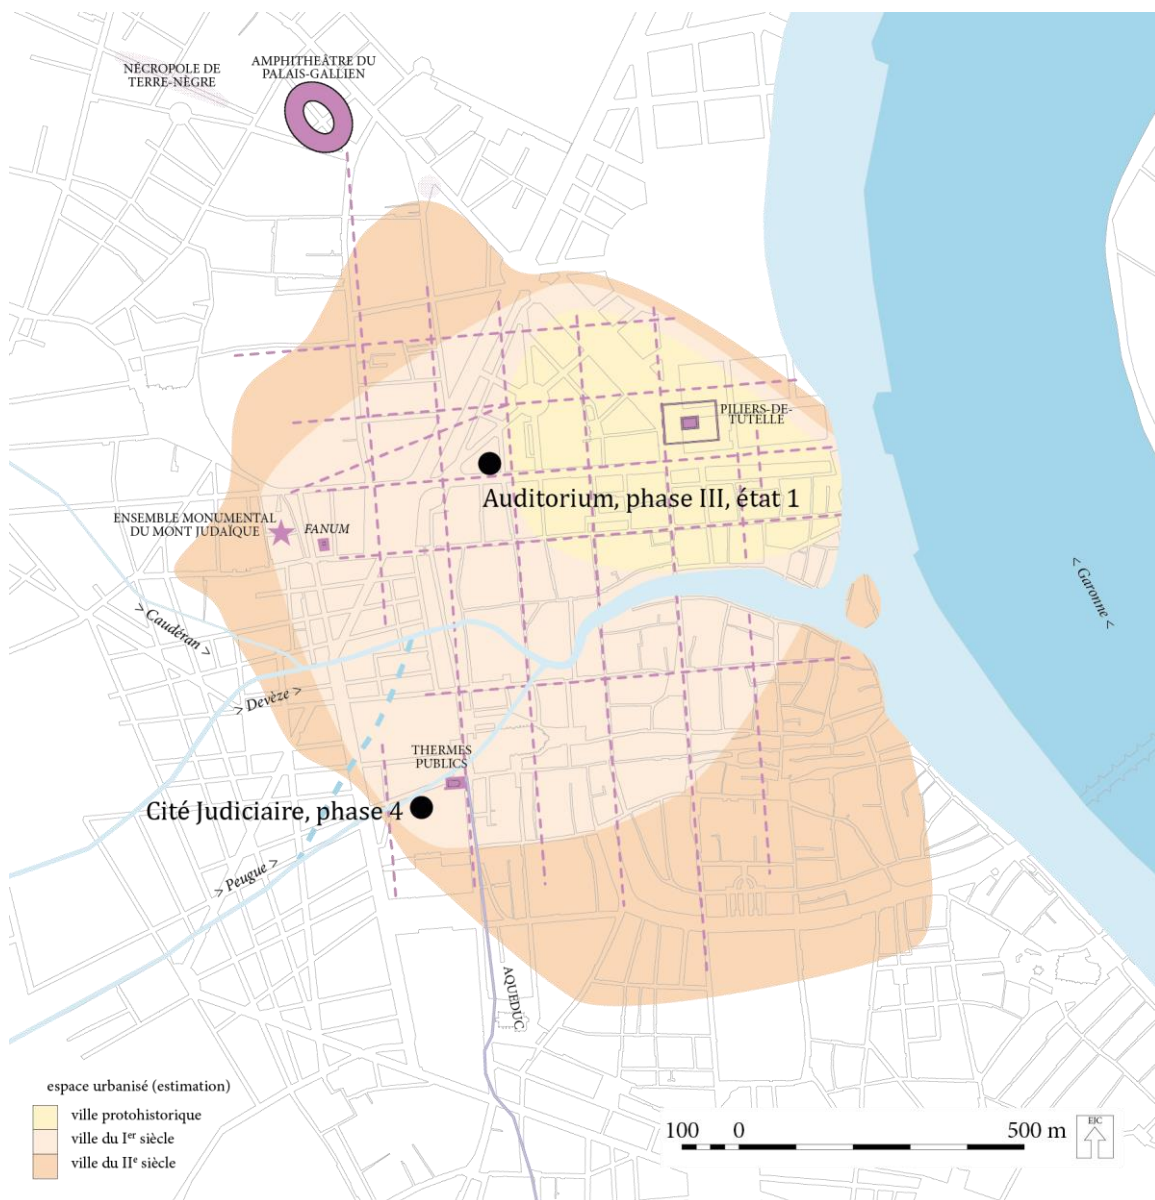 NÉCROPOLE DE
TERRE-NÈGRE
AMPHITHÉÂTRE DU
PALAIS-GALLIEN
PILIERS-DE-
TUTELLE
Auditorium, phase III, état 1
ENSEMBLE MONUMENTAL
DU MONT JUDAÏQUE
FANUM
< Garonne <
> Caudéran >
> Devèze >
THERMES
PUBLICS
Cité Judiciaire, phase 4
> Peugue >
AQUEDUC
espace urbanisé (estimation)
ville protohistorique
ville du Ier siècle
ville du IIe siècle
100 0 500 m
EJC